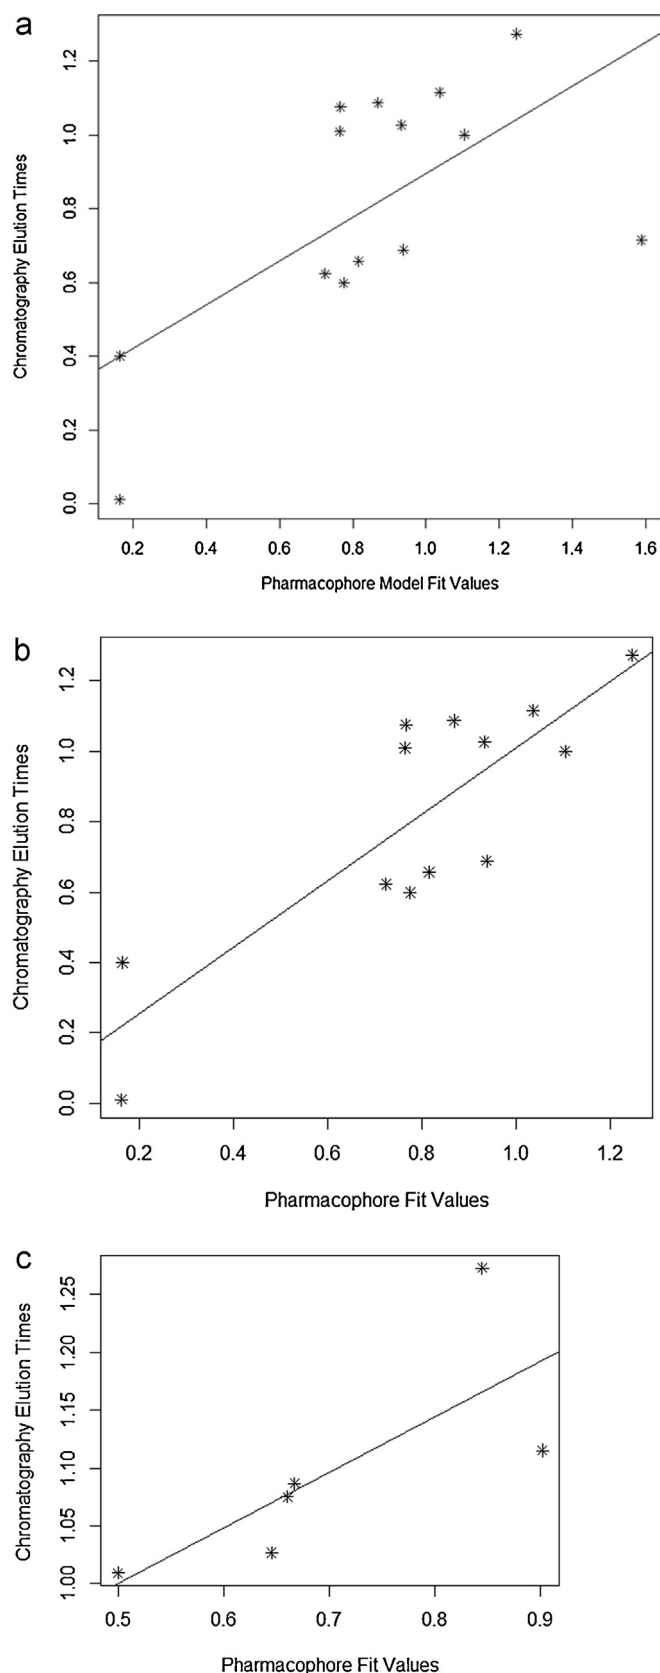 a
Chromatography Elution Times
1.2
1.0
0.8
0.6
0.4
0.2
0.0
0.2 0.4 0.6 0.8 1.0 1.2 1.4 1.6
Pharmacophore Model Fit Values
b
Chromatography Elution Times
1.2
1.0
0.8
0.6
0.4
0.2
0.0
0.2 0.4 0.6 0.8 1.0 1.2
Pharmacophore Fit Values
c
Chromatography Elution Times
1.25
1.20
1.15
1.10
1.05
1.00
0.5 0.6 0.7 0.8 0.9
Pharmacophore Fit Values